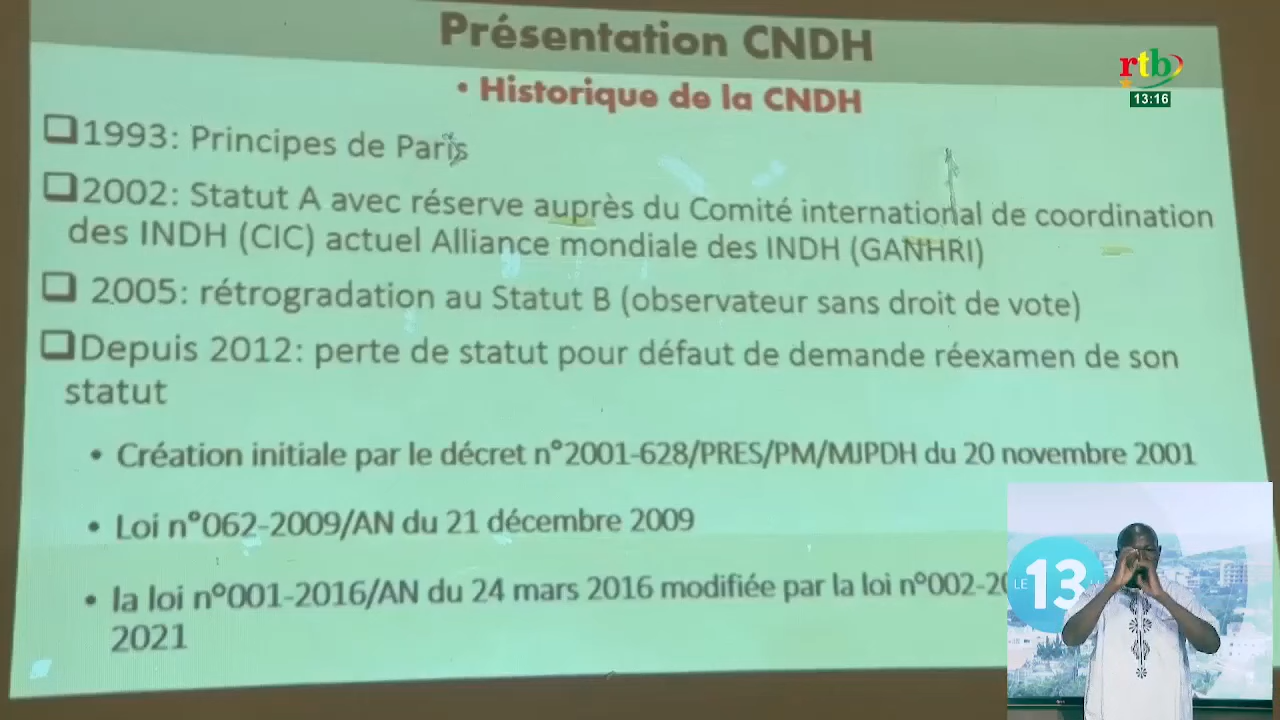 Présentation CNDH
• Historique de la CNDH
rtb
13:16
❑1993: Principes de Paris
❑2002: Statut A avec réserve auprès du Comité international de coordination
des INDH (CIC) actuel Alliance mondiale des INDH (GANHRI)
❑ 2005: rétrogradation au Statut B (observateur sans droit de vote)
❑Depuis 2012: perte de statut pour défaut de demande réexamen de son
statut
• Création initiale par le décret n°2001-628/PRES/PM/MJPDH du 20 novembre 2001
• Loi n°062-2009/AN du 21 décembre 2009
• la loi n°001-2016/AN du 24 mars 2016 modifiée par la loi n°002-20
2021
LE 13